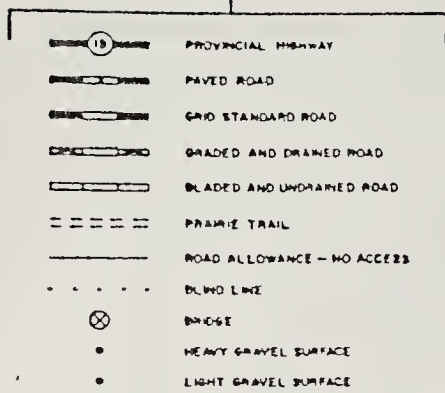 19 PROVINCIAL HIGHWAY
PAVED ROAD
GRID STANDARD ROAD
GRADED AND DRAINED ROAD
BLADED AND UNDRAINED ROAD
PRAIRIE TRAIL
ROAD ALLOWANCE - NO ACCESS
BLIND LINE
BRIDGE
HEAVY GRAVEL SURFACE
LIGHT GRAVEL SURFACE